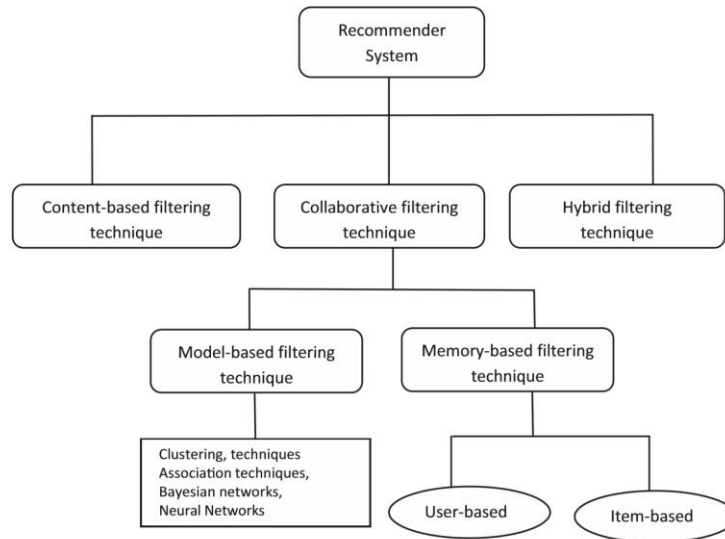 Recommender
System
Content-based filtering
technique
Collaborative filtering
technique
Hybrid filtering
technique
Model-based filtering
technique
Memory-based filtering
technique
Clustering, techniques
Association techniques,
Bayesian networks,
Neural Networks
User-based
Item-based